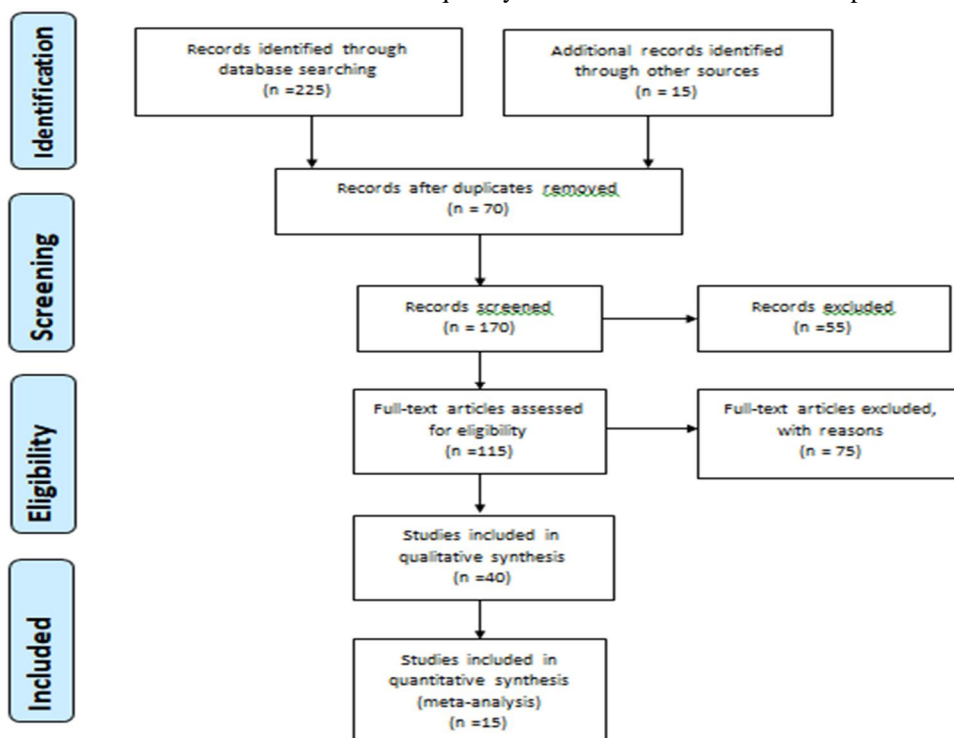 Identification
Records identified through
database searching
(n =225)
Additional records identified
through other sources
(n = 15)
Records after duplicates removed
(n = 70)
Screening
Records screened
(n = 170)
Records excluded
(n =55)
Eligibility
Full-text articles assessed
for eligibility
(n =115)
Full-text articles excluded,
with reasons
(n = 75)
Studies included in
qualitative synthesis
(n =40)
Included
Studies included in
quantitative synthesis
(meta-analysis)
(n =15)